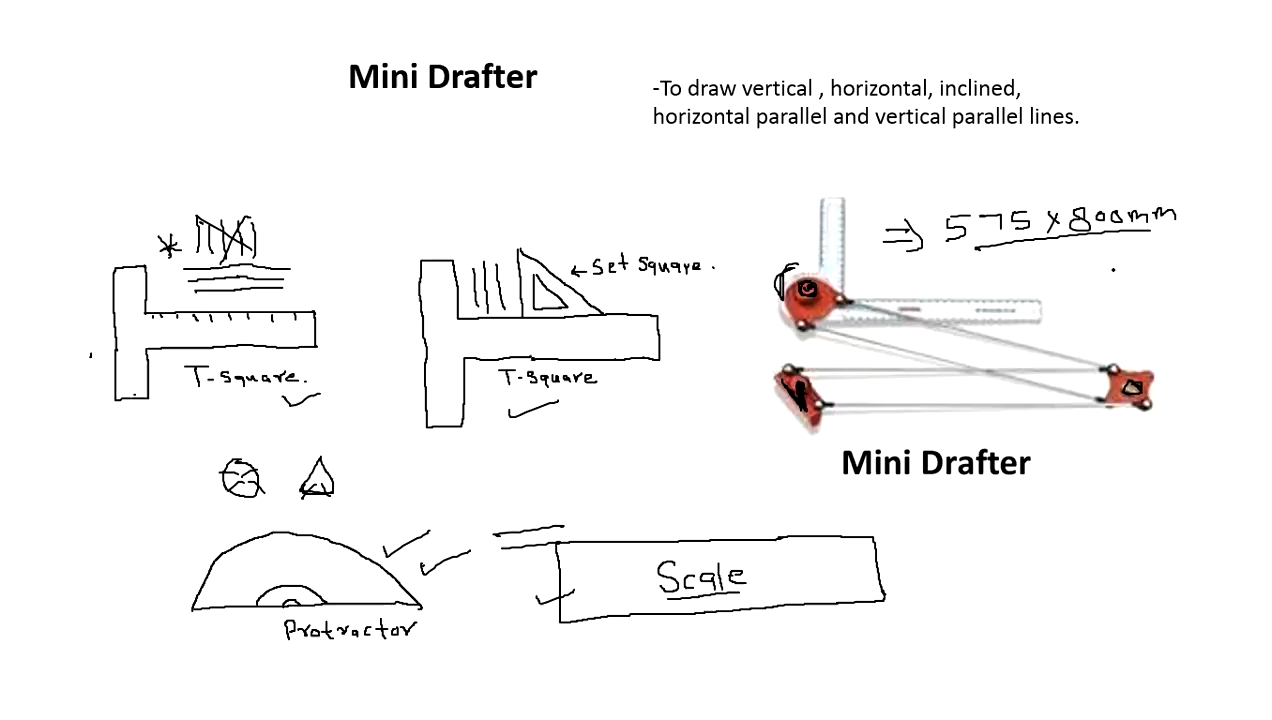 Mini Drafter
-To draw vertical , horizontal, inclined,
horizontal parallel and vertical parallel lines.
⇒ 575 x 800mm
← Set Square .
T-Square.
T-Square
Mini Drafter
Scale
Protractor